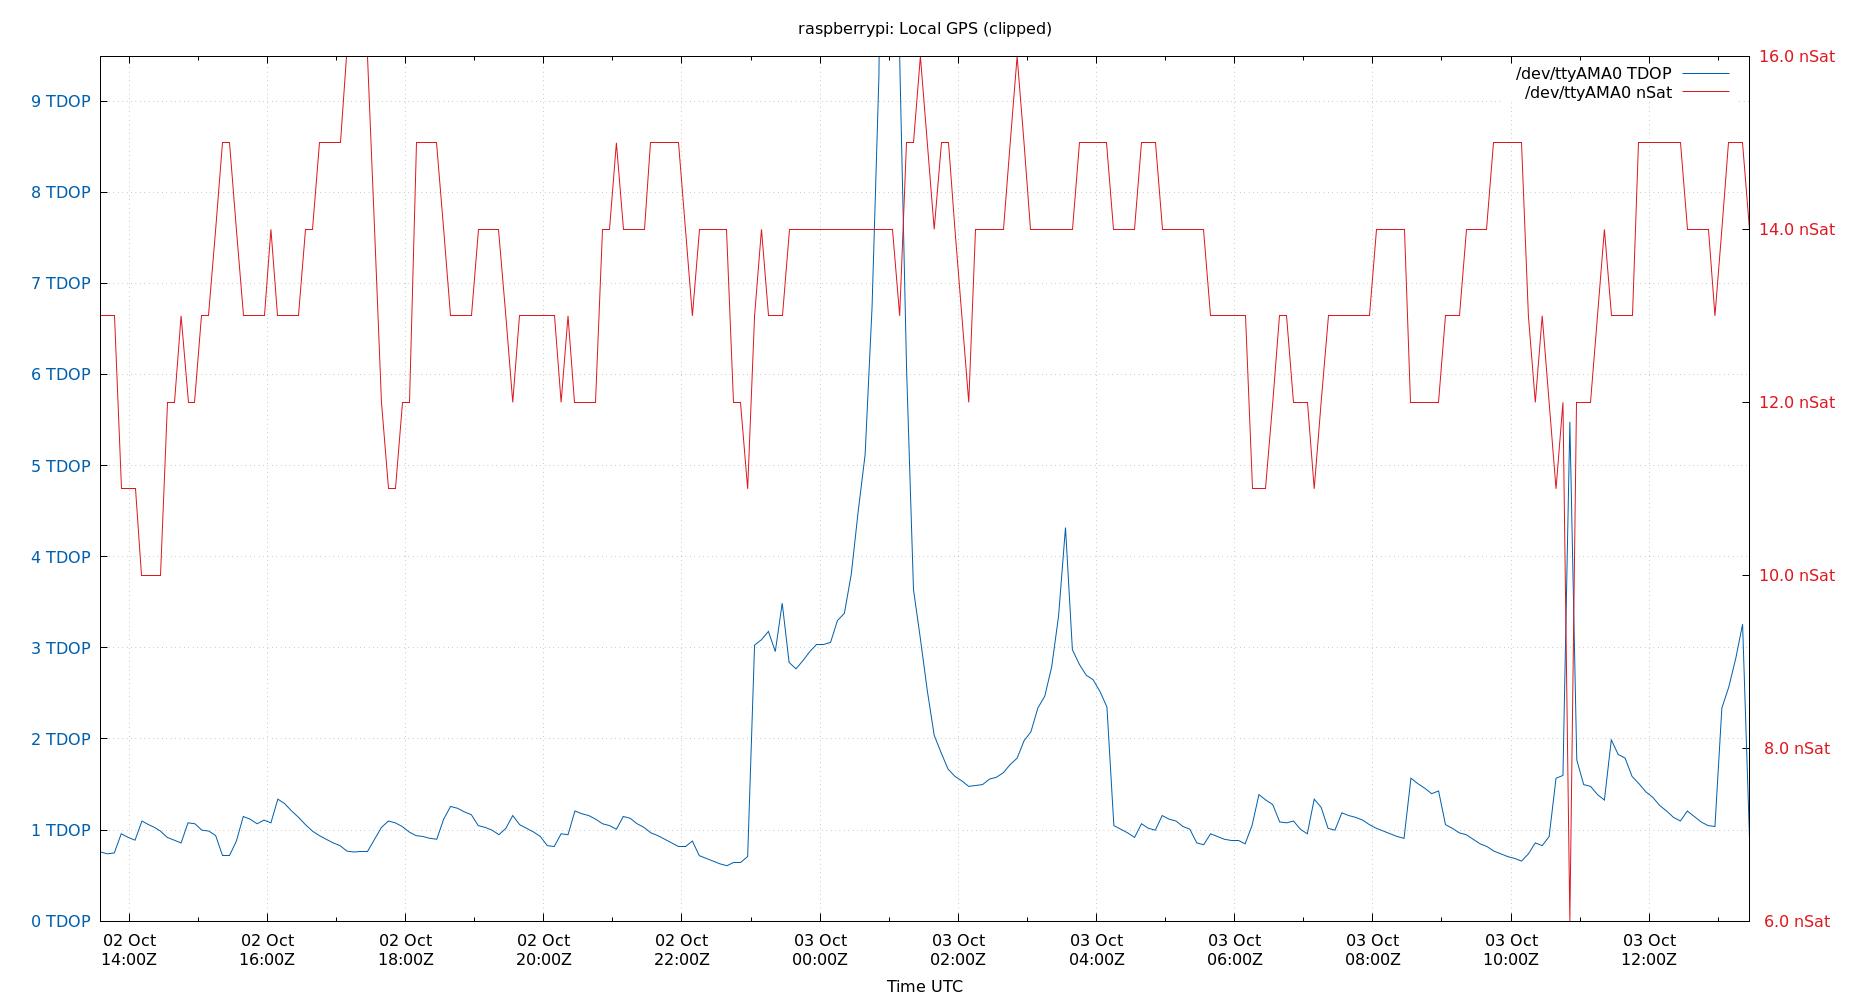 raspberrypi: Local GPS (clipped)
/dev/ttyAMA0 TDOP
/dev/ttyAMA0 nSat
9 TDOP
8 TDOP
7 TDOP
6 TDOP
5 TDOP
4 TDOP
3 TDOP
2 TDOP
1 TDOP
0 TDOP
16.0 nSat
14.0 nSat
12.0 nSat
10.0 nSat
8.0 nSat
6.0 nSat
02 Oct 02 Oct 02 Oct 02 Oct 02 Oct 03 Oct 03 Oct 03 Oct 03 Oct 03 Oct 03 Oct 03 Oct
14:00Z 16:00Z 18:00Z 20:00Z 22:00Z 00:00Z 02:00Z 04:00Z 06:00Z 08:00Z 10:00Z 12:00Z
Time UTC